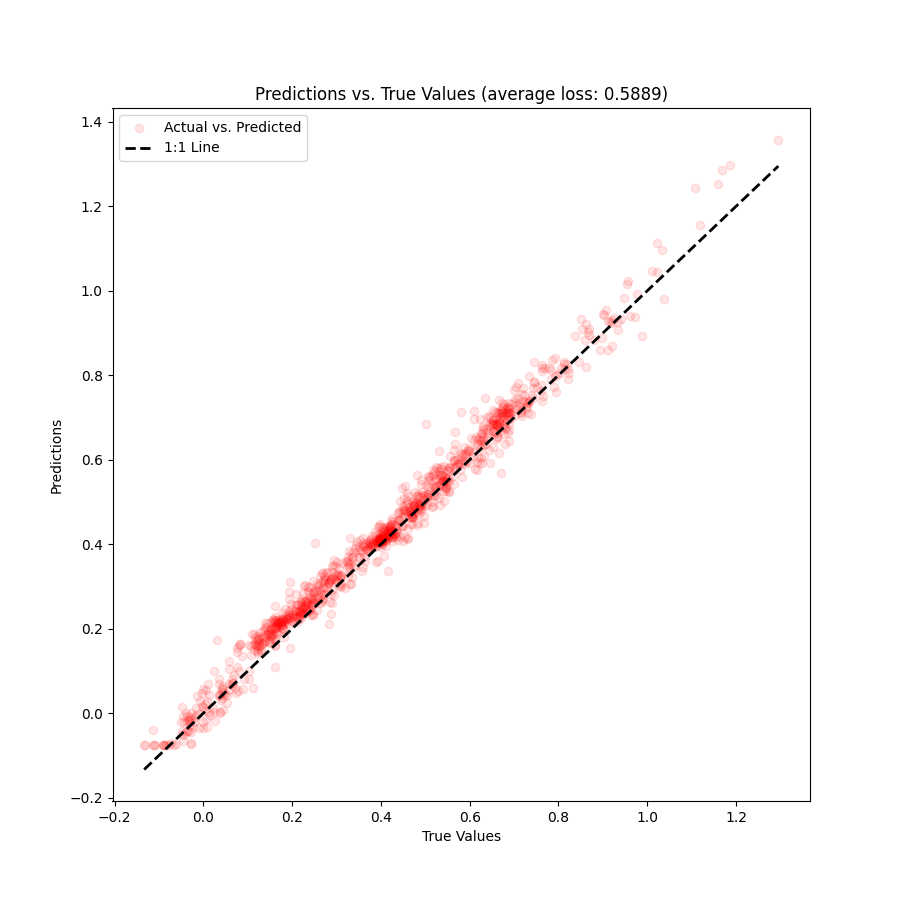 Predictions vs. True Values (average loss: 0.5889)
Actual vs. Predicted
1:1 Line
1.4
1.2
1.0
0.8
0.6
0.4
0.2
0.0
−0.2
Predictions
−0.2 0.0 0.2 0.4 0.6 0.8 1.0 1.2
True Values